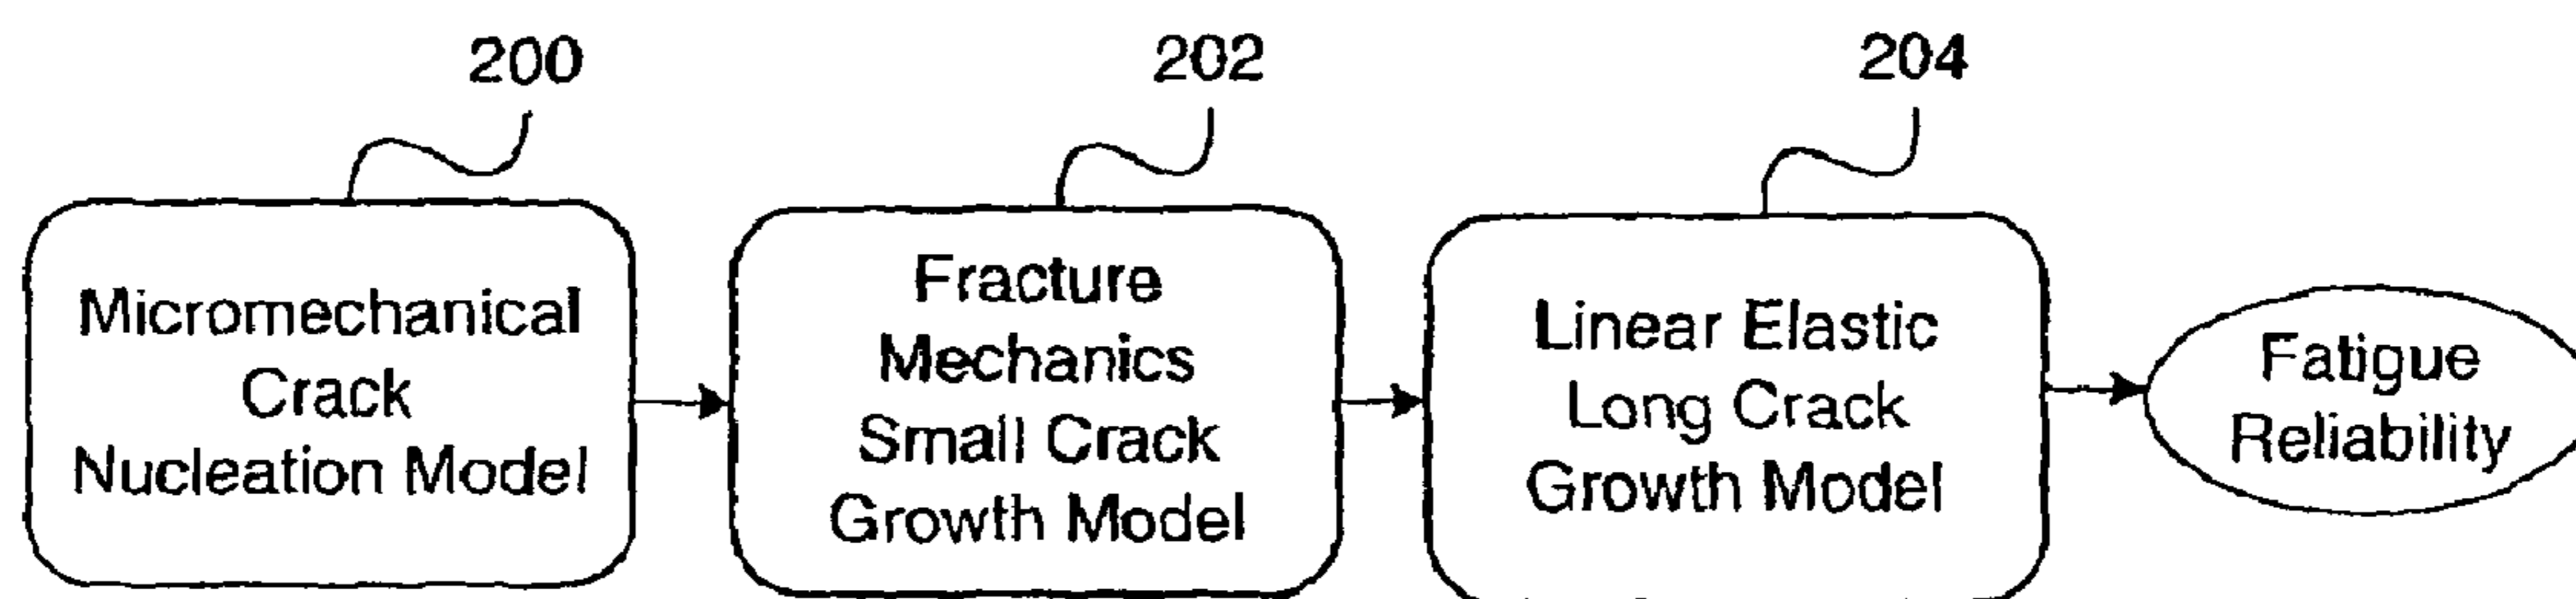 200
202
204
Micromechanical
Crack
Nucleation Model
Fracture
Mechanics
Small Crack
Growth Model
Linear Elastic
Long Crack
Growth Model
Fatigue
Reliability